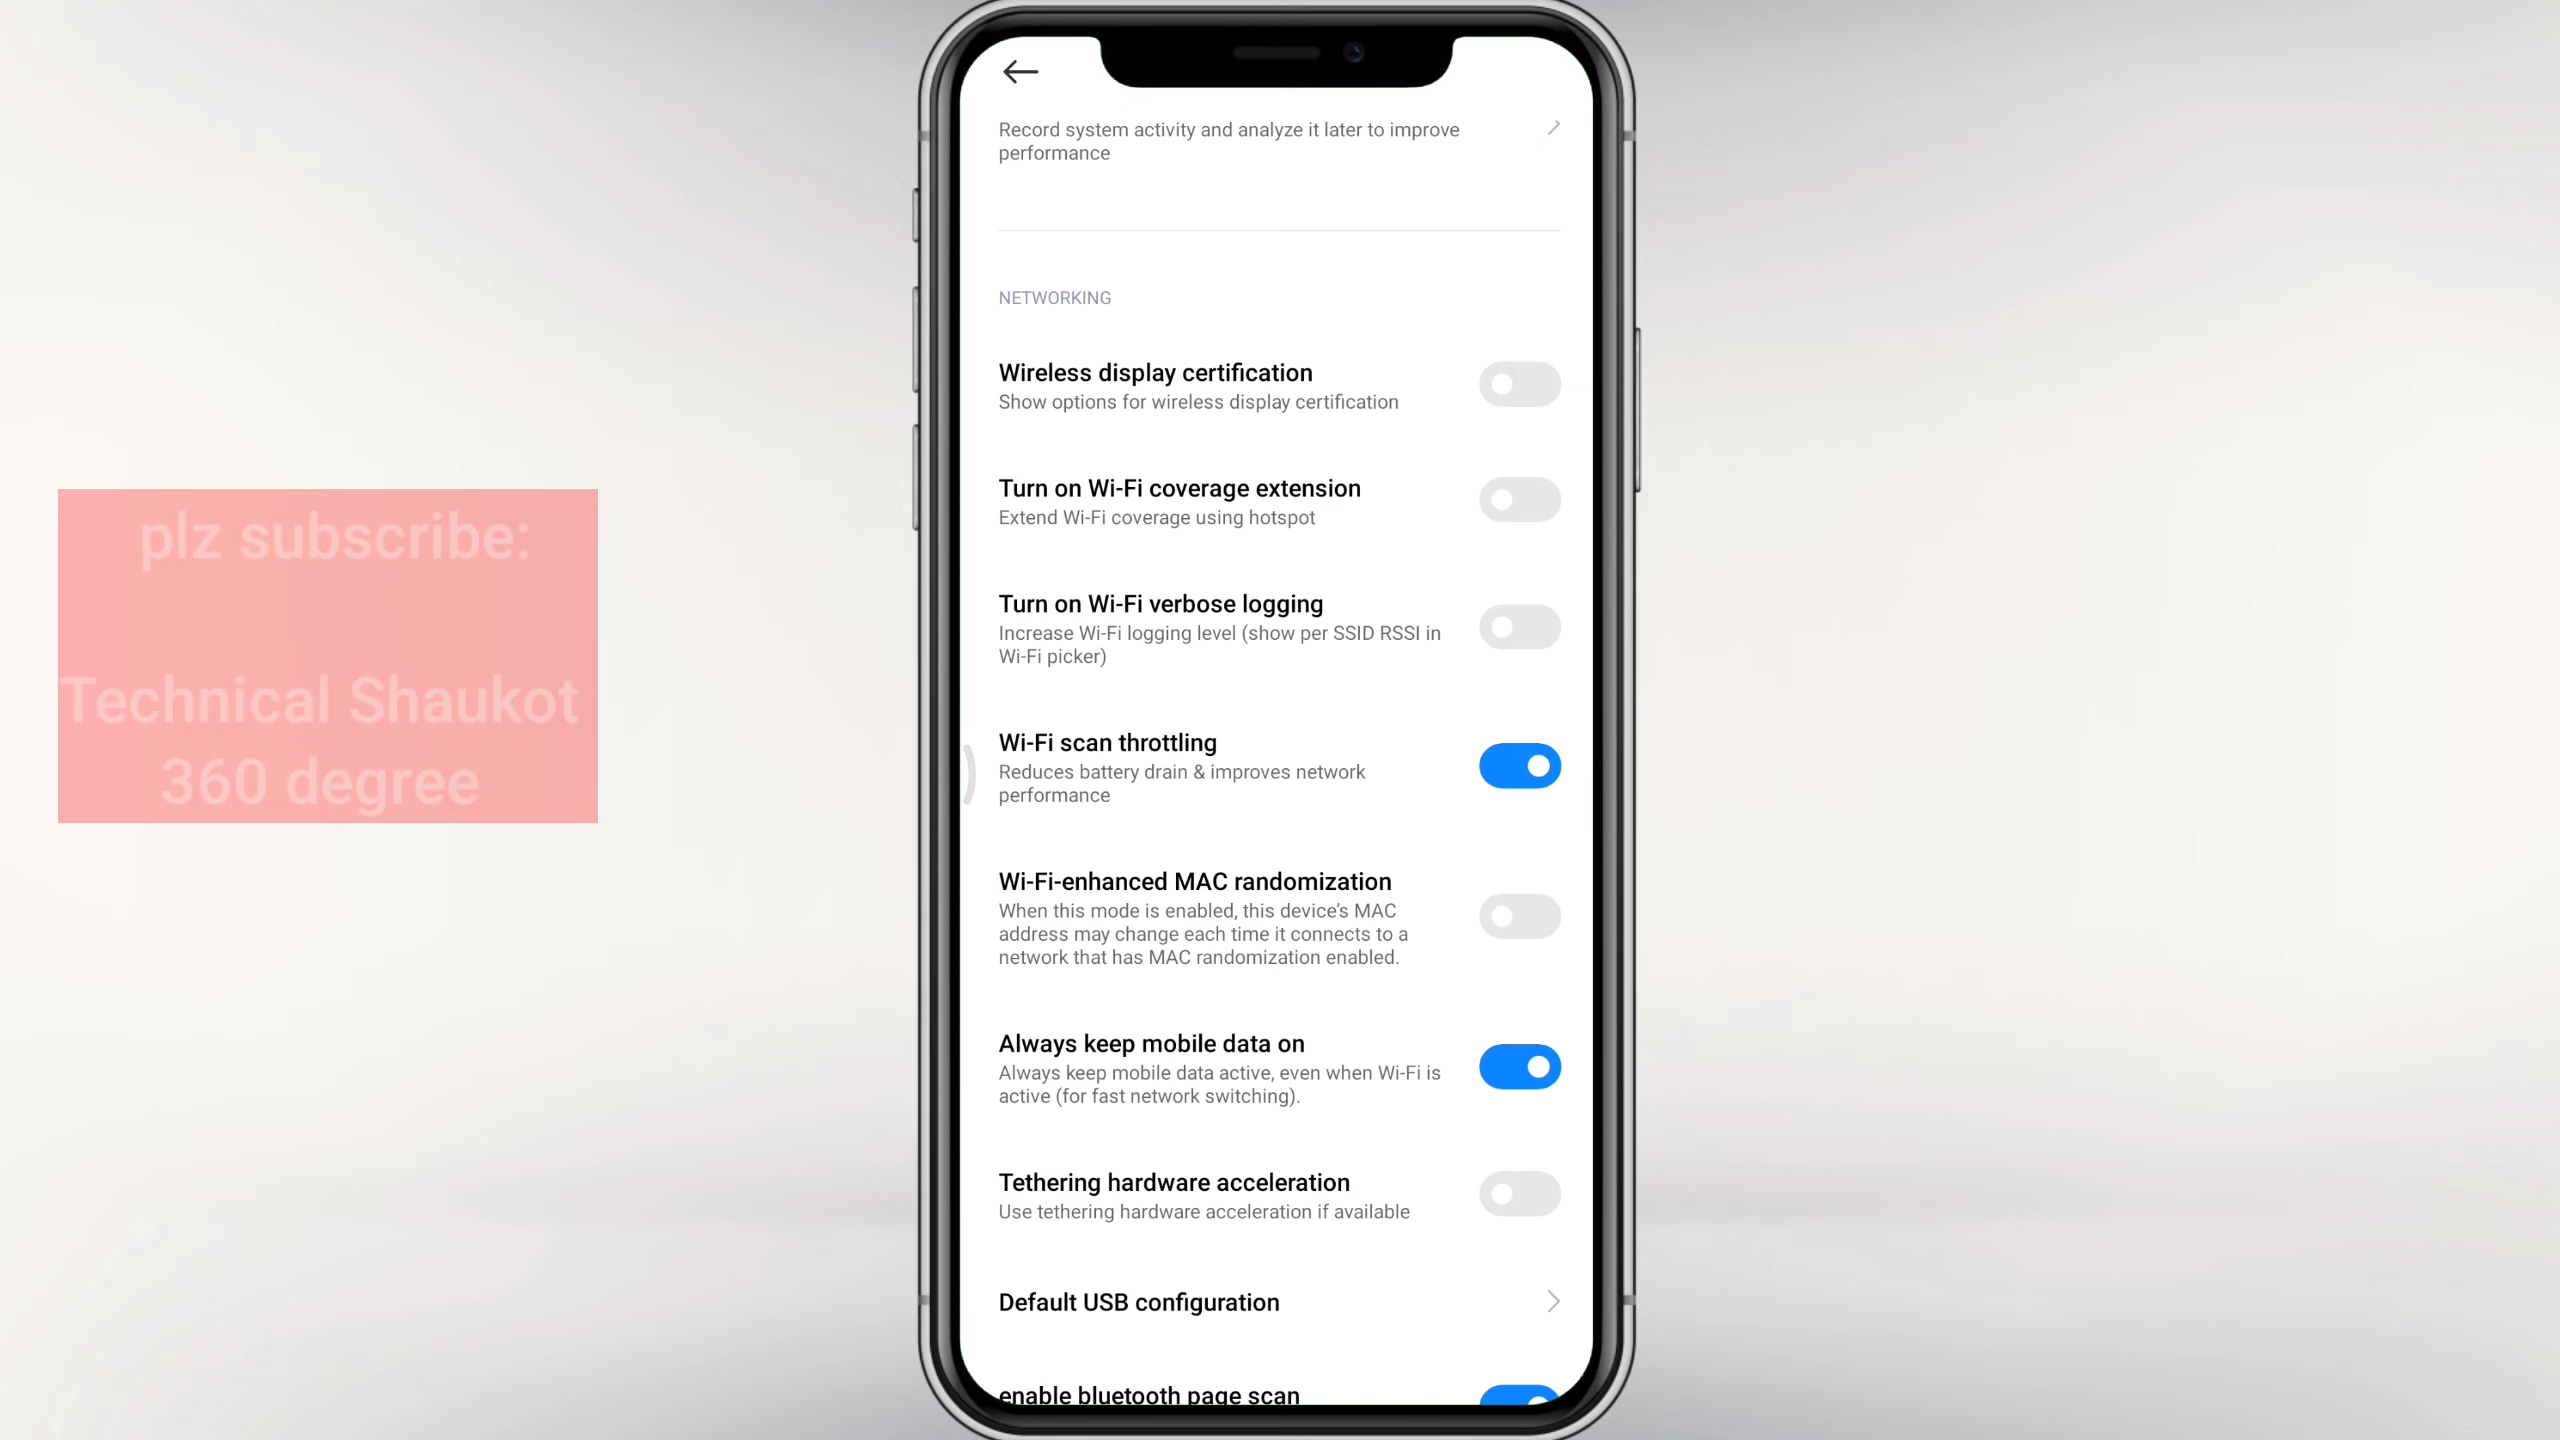 Record system activity and analyze it later to improve
performance
NETWORKING
Wireless display certification
Show options for wireless display certification
Turn on Wi-Fi coverage extension
Extend Wi-Fi coverage using hotspot
Turn on Wi-Fi verbose logging
Increase Wi-Fi logging level (show per SSID RSSI in
Wi-Fi picker)
Wi-Fi scan throttling
Reduces battery drain & improves network
performance
Wi-Fi-enhanced MAC randomization
When this mode is enabled, this device's MAC
address may change each time it connects to a
network that has MAC randomization enabled.
Always keep mobile data on
Always keep mobile data active, even when Wi-Fi is
active (for fast network switching).
Tethering hardware acceleration
Use tethering hardware acceleration if available
Default USB configuration
enable bluetooth page scan
plz subscribe:
Technical Shaukot
360 degree